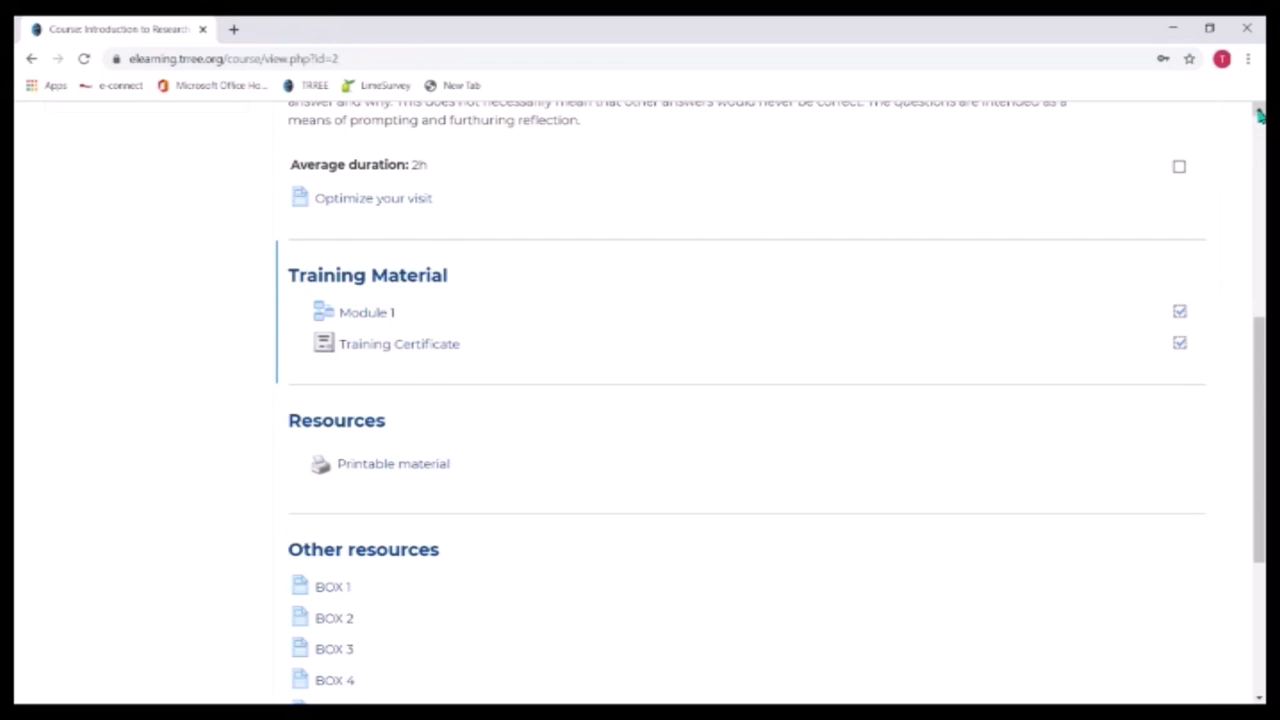 Course: Introduction to Research
elearning.trree.org/course/view.php?id=2
T
Apps
e-connect
Microsoft Office Ho...
TRREE
LimeSurvey
New Tab
answer and why. This does not necessarily mean that other answers would never be correct. The questions are intended as a
means of prompting and furthuring reflection.
Average duration: 2h
Optimize your visit
Training Material
Module 1
Training Certificate
Resources
Printable material
Other resources
BOX 1
BOX 2
BOX 3
BOX 4